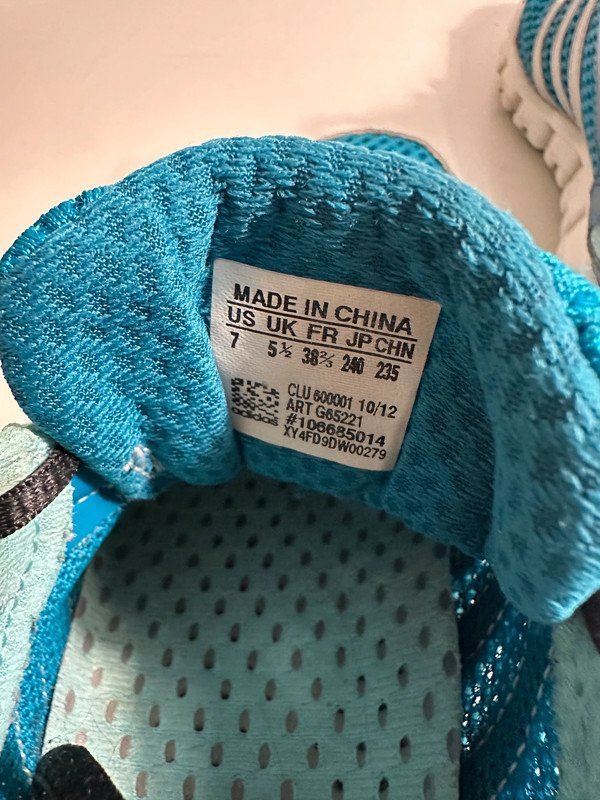 MADE IN CHINA
US UK FR JP CHN
7 5½ 38⅔ 240 235
CLU 600001 10/12
ART G65221
#106685014
adidas XY4FD9DW00279